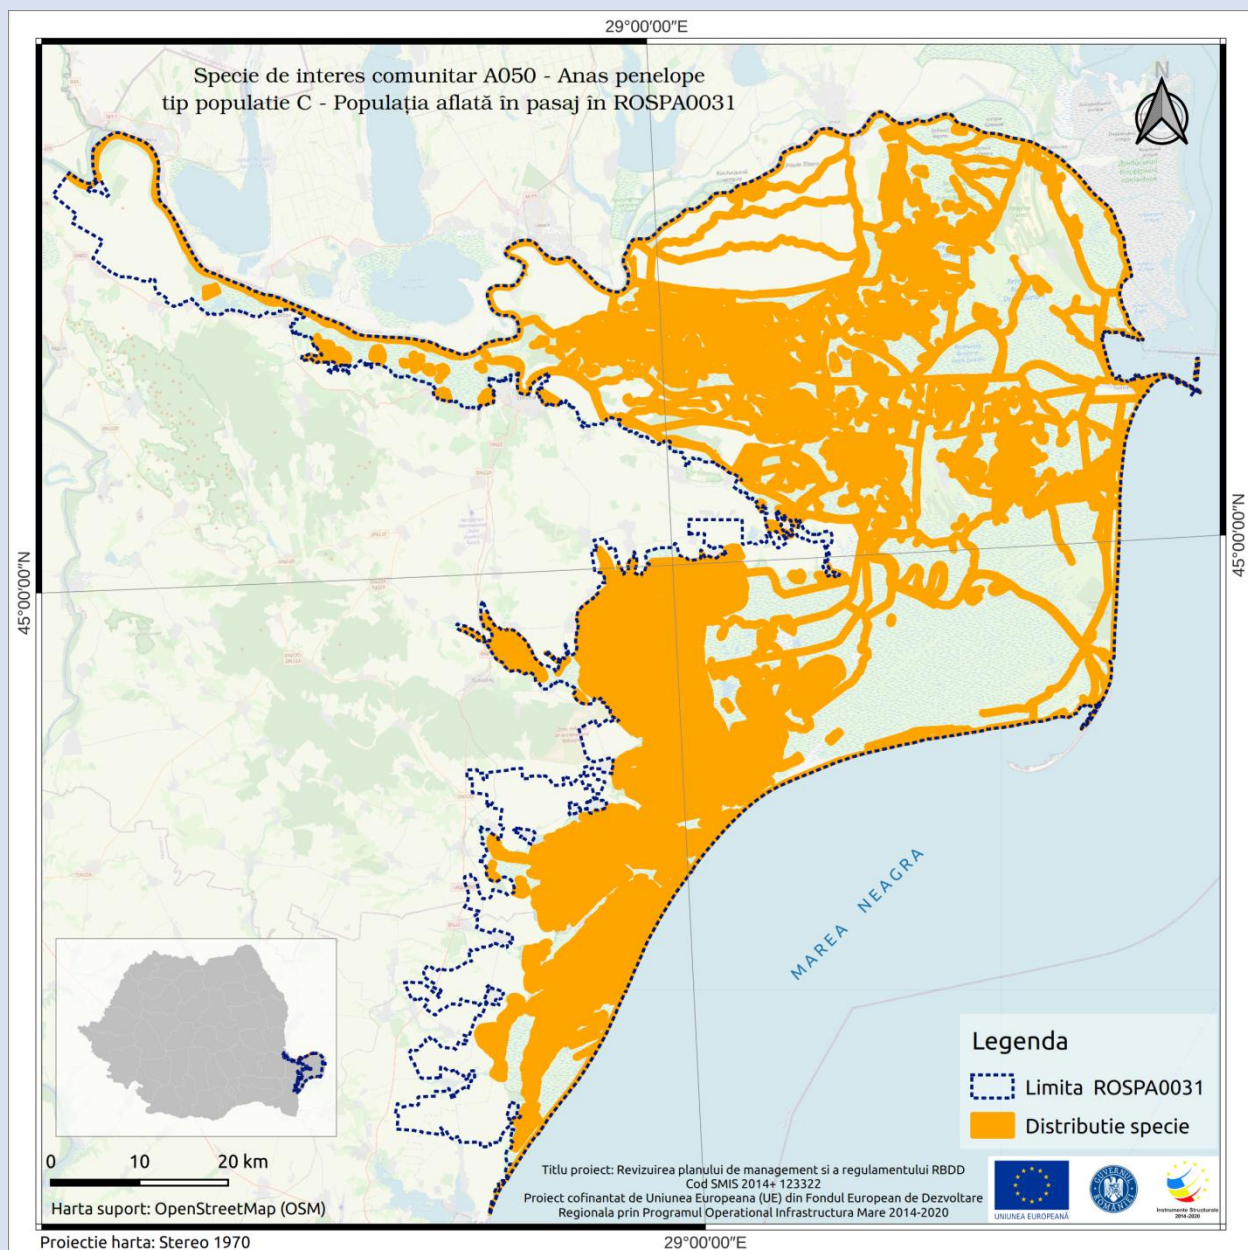 29°00′00″E
Specie de interes comunitar A050 - Anas penelope
tip populatie C - Populația aflată în pasaj în ROSPA0031
N
45°00′00″N
45°00′00″N
MAREA NEAGRA
Legenda
Limita ROSPA0031
Distributie specie
0 10 20 km
Harta suport: OpenStreetMap (OSM)
Titlu proiect: Revizuirea planului de management si a regulamentului RBDD
Cod SMIS 2014+ 123322
Proiect cofinantat de Uniunea Europeana (UE) din Fondul European de Dezvoltare
Regionala prin Programul Operational Infrastructura Mare 2014-2020
UNIUNEA EUROPEANĂ
GUVERNUL ROMÂNIEI
Instrumente Structurale
2014-2020
Proiectie harta: Stereo 1970
29°00′00″E